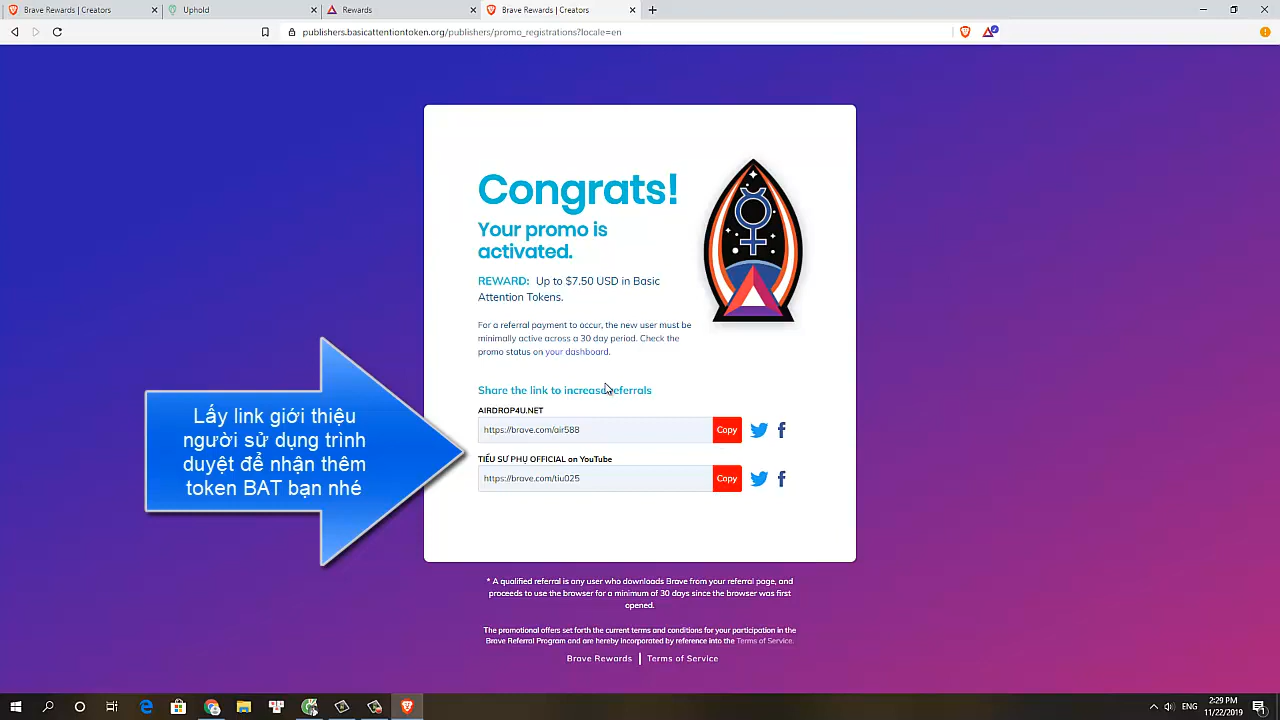 Brave Rewards | Creators
Uphold
Rewards
Brave Rewards | Creators
publishers.basicattentiontoken.org/publishers/promo_registrations?locale=en
Congrats!
Your promo is
activated.
REWARD: Up to $7.50 USD in Basic
Attention Tokens.
For a referral payment to occur, the new user must be
minimally active across a 30 day period. Check the
promo status on your dashboard.
Share the link to increase referrals
AIRDROP4U.NET
https://brave.com/air588
Copy
TIỂU SƯ PHỤ OFFICIAL on YouTube
https://brave.com/tiu025
Copy
Lấy link giới thiệu
người sử dụng trình
duyệt để nhận thêm
token BAT bạn nhé
* A qualified referral is any user who downloads Brave from your referral page, and
proceeds to use the browser for a minimum of 30 days since the browser was first
opened.
The promotional offers set forth the current terms and conditions for your participation in the
Brave Referral Program and are hereby incorporated by reference into the Terms of Service.
Brave Rewards | Terms of Service
ENG
2:29 PM
11/22/2019